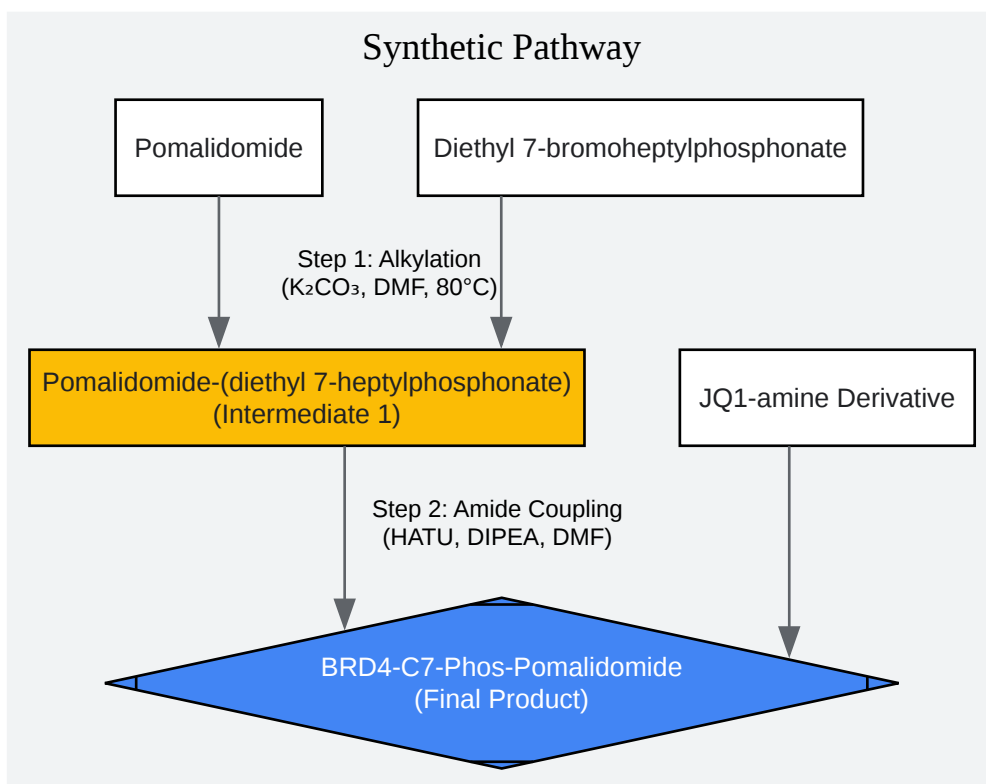 Synthetic Pathway
Pomalidomide
Diethyl 7-bromoheptylphosphonate
Step 1: Alkylation
(K₂CO₃, DMF, 80°C)
Pomalidomide-(diethyl 7-heptylphosphonate)
(Intermediate 1)
JQ1-amine Derivative
Step 2: Amide Coupling
(HATU, DIPEA, DMF)
BRD4-C7-Phos-Pomalidomide
(Final Product)